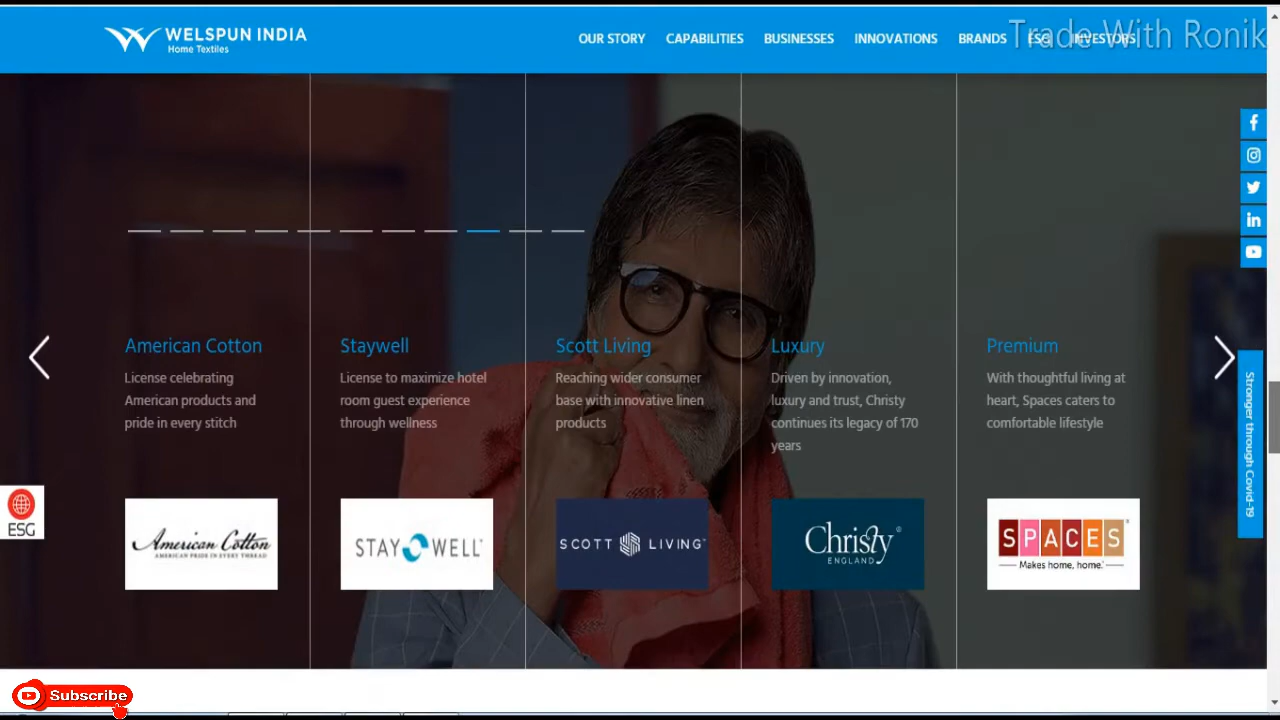 WELSPUN INDIA
Home Textiles
OUR STORY CAPABILITIES BUSINESSES INNOVATIONS BRANDS ESG INVESTORS
Trade With Ronik
American Cotton
License celebrating
American products and
pride in every stitch
Staywell
License to maximize hotel
room guest experience
through wellness
Scott Living
Reaching wider consumer
base with innovative linen
products
Luxury
Driven by innovation,
luxury and trust, Christy
continues its legacy of 170
years
Premium
With thoughtful living at
heart, Spaces caters to
comfortable lifestyle
Stronger through Covid-19
ESG
American Cotton
AMERICAN PRIDE IN EVERY THREAD
STAY WELL
SCOTT LIVING
Christy
ENGLAND
SPACES
Makes home, home.
Subscribe